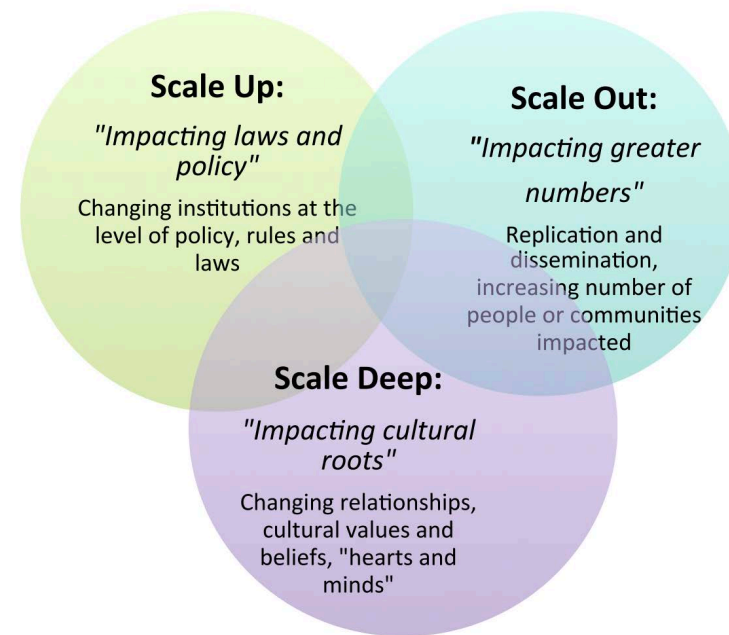 Scale Up:
"Impacting laws and
policy"
Changing institutions at the
level of policy, rules and
laws
Scale Out:
"Impacting greater
numbers"
Replication and
dissemination,
increasing number of
people or communities
impacted
Scale Deep:
"Impacting cultural
roots"
Changing relationships,
cultural values and
beliefs, "hearts and
minds"